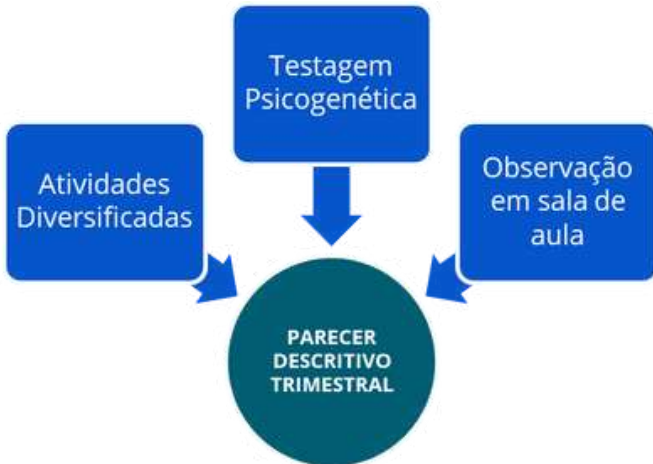 Testagem
Psicogenética
Atividades
Diversificadas
Observação
em sala de
aula
PARECER
DESCRITIVO
TRIMESTRAL